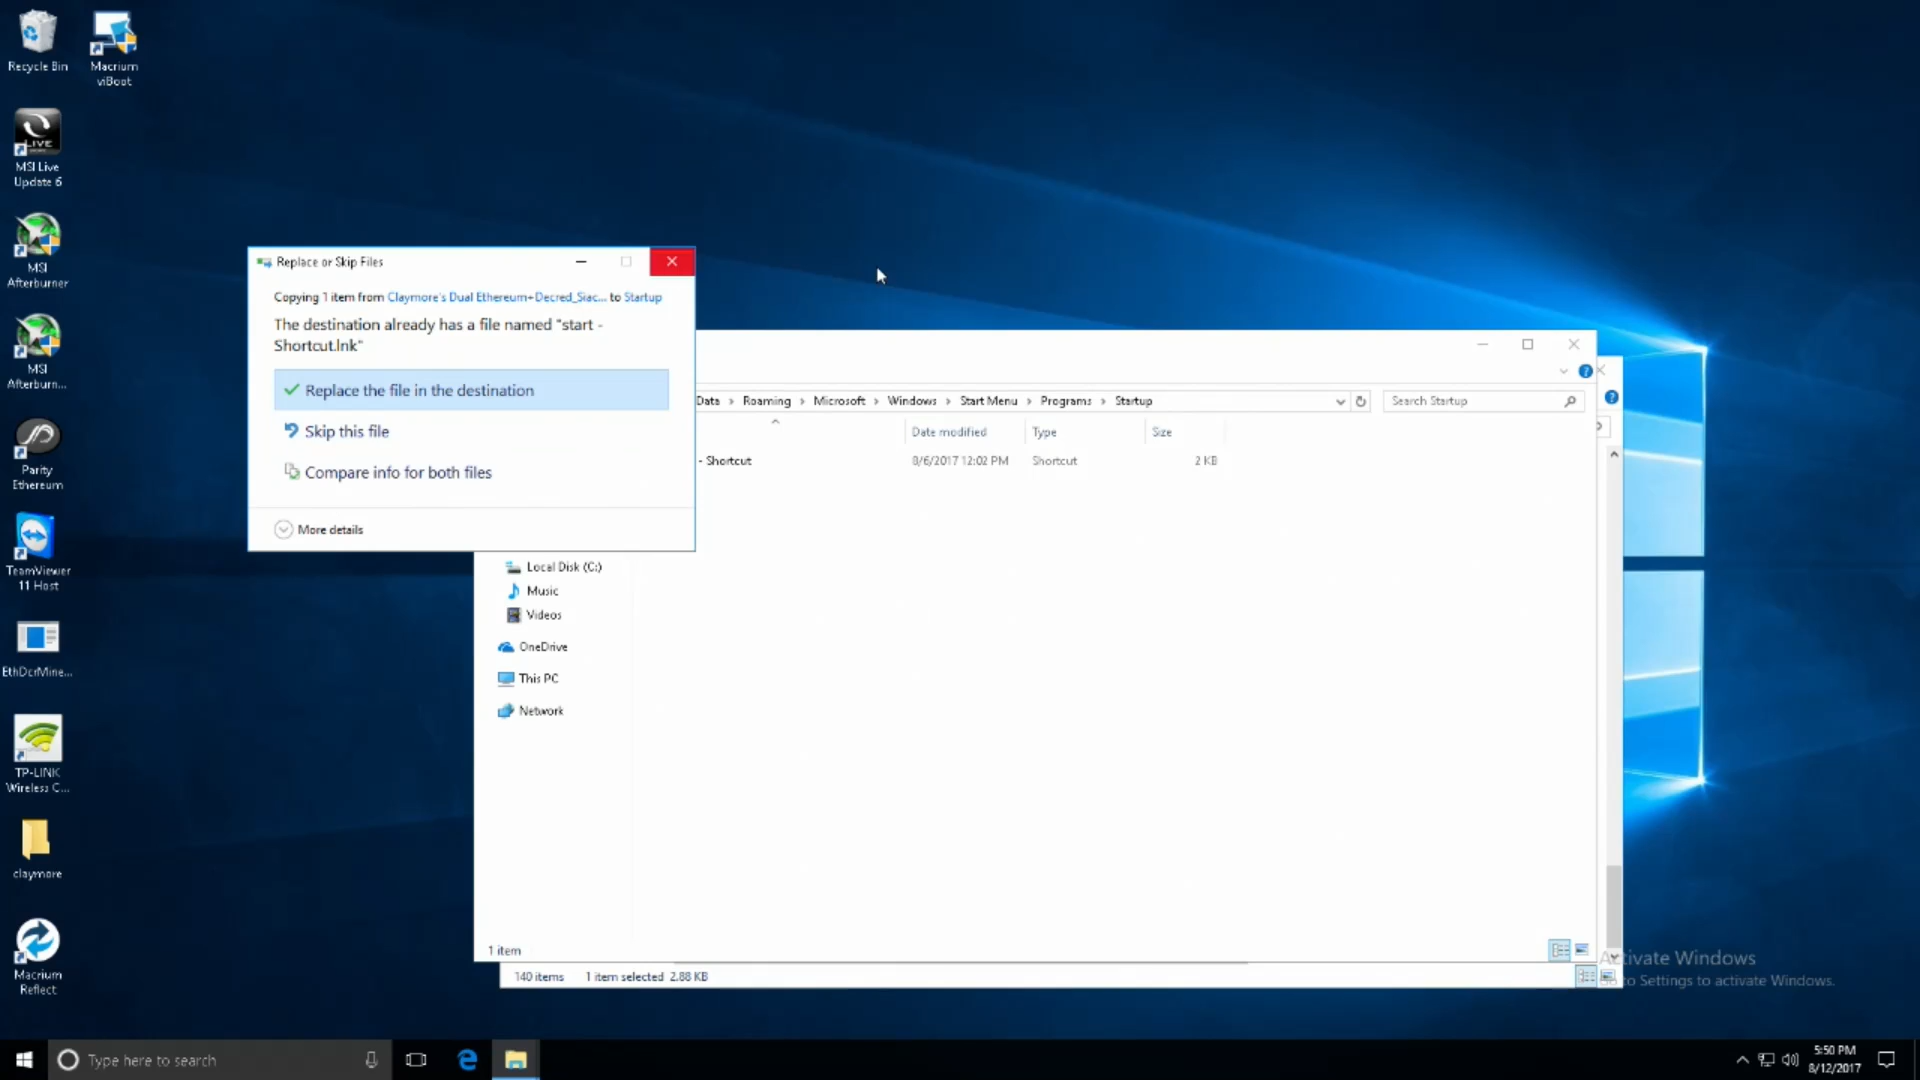 Recycle Bin
Macrium
viBoot
LIVE
MSI Live
Update 6
MSI
Afterburner
MSI
Afterburn...
Parity
Ethereum
TeamViewer
11 Host
EthDcrMine...
TP-LINK
Wireless C...
claymore
Macrium
Reflect
Replace or Skip Files
Copying 1 item from Claymore's Dual Ethereum+Decred_Siac... to Startup
The destination already has a file named "start -
Shortcut.lnk"
Replace the file in the destination
Skip this file
Compare info for both files
More details
Data > Roaming > Microsoft > Windows > Start Menu > Programs > Startup
Search Startup
Date modified Type Size
- Shortcut 8/6/2017 12:02 PM Shortcut 2 KB
Local Disk (C:)
Music
Videos
OneDrive
This PC
Network
1 item
140 items 1 item selected 2.88 KB
Activate Windows
to Settings to activate Windows.
Type here to search
5:50 PM
8/12/2017